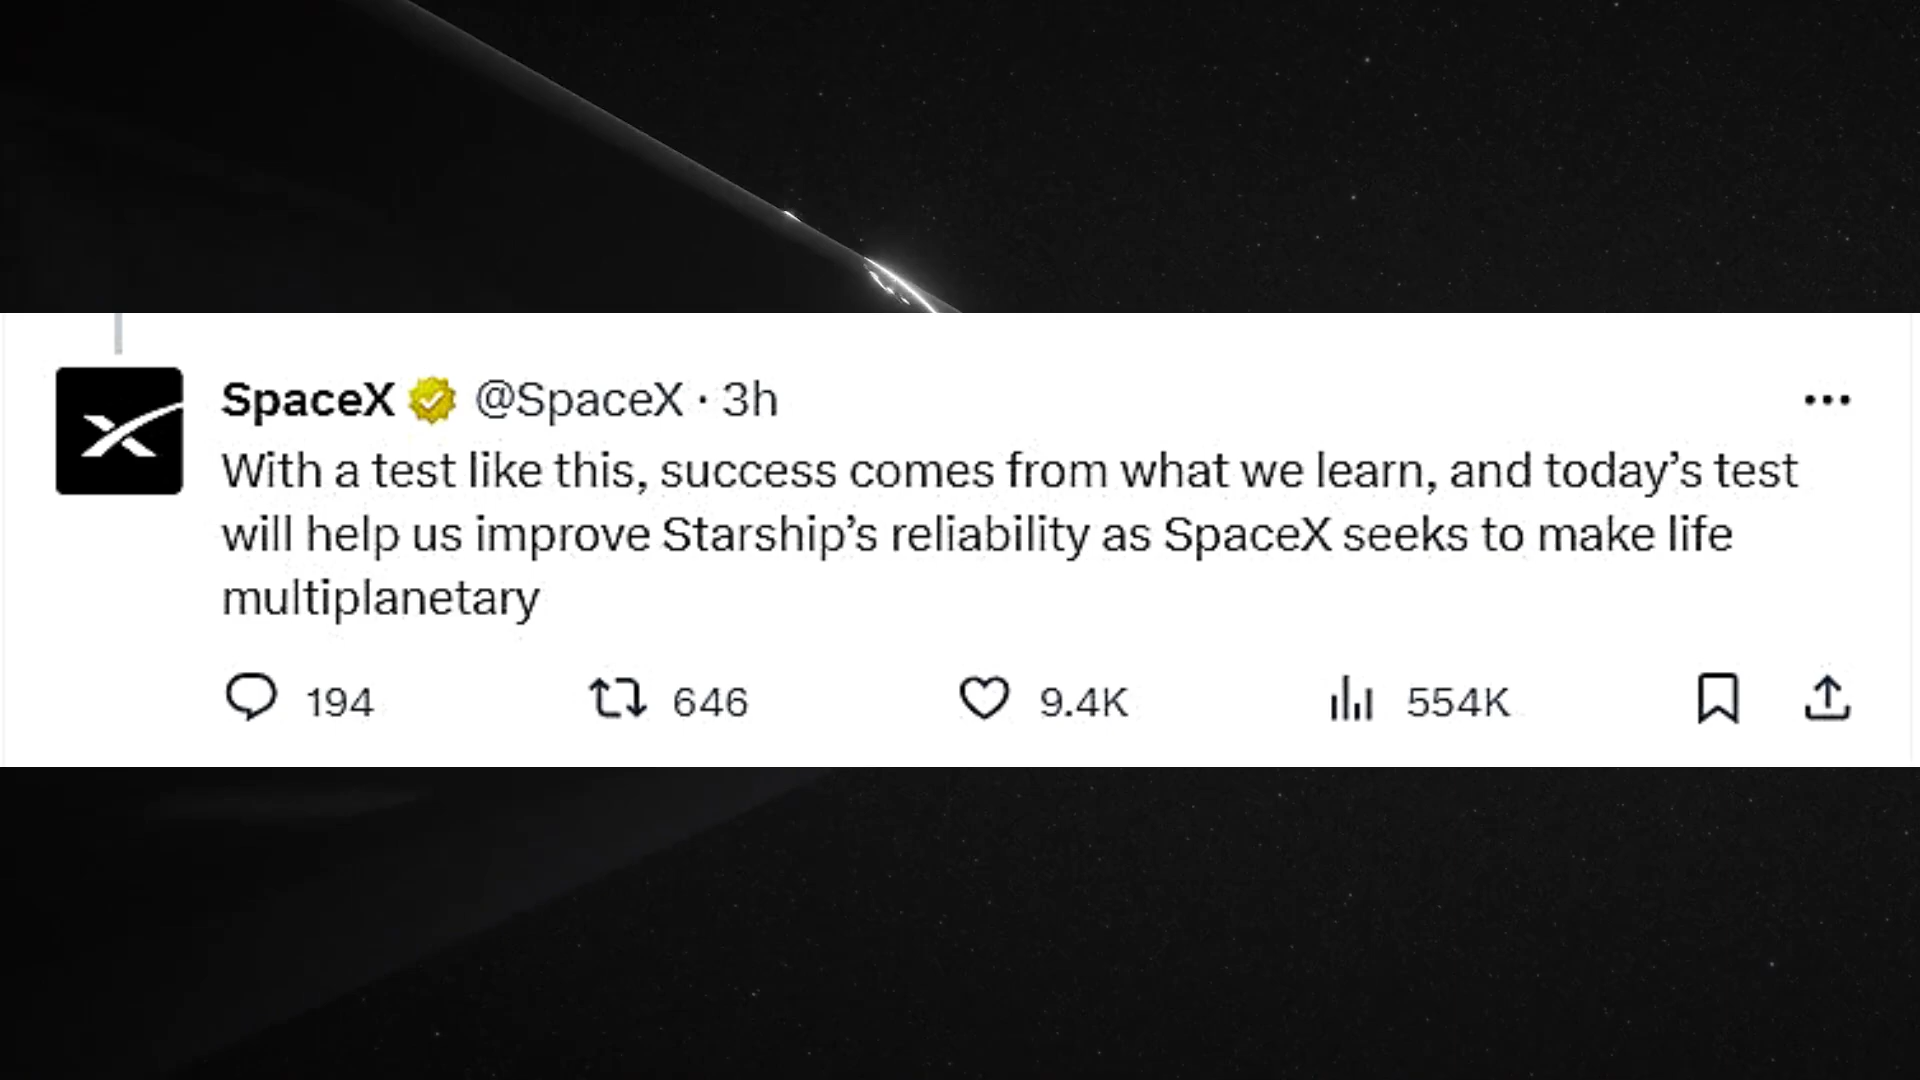 SpaceX @SpaceX · 3h
With a test like this, success comes from what we learn, and today’s test
will help us improve Starship’s reliability as SpaceX seeks to make life
multiplanetary
194 646 9.4K 554K